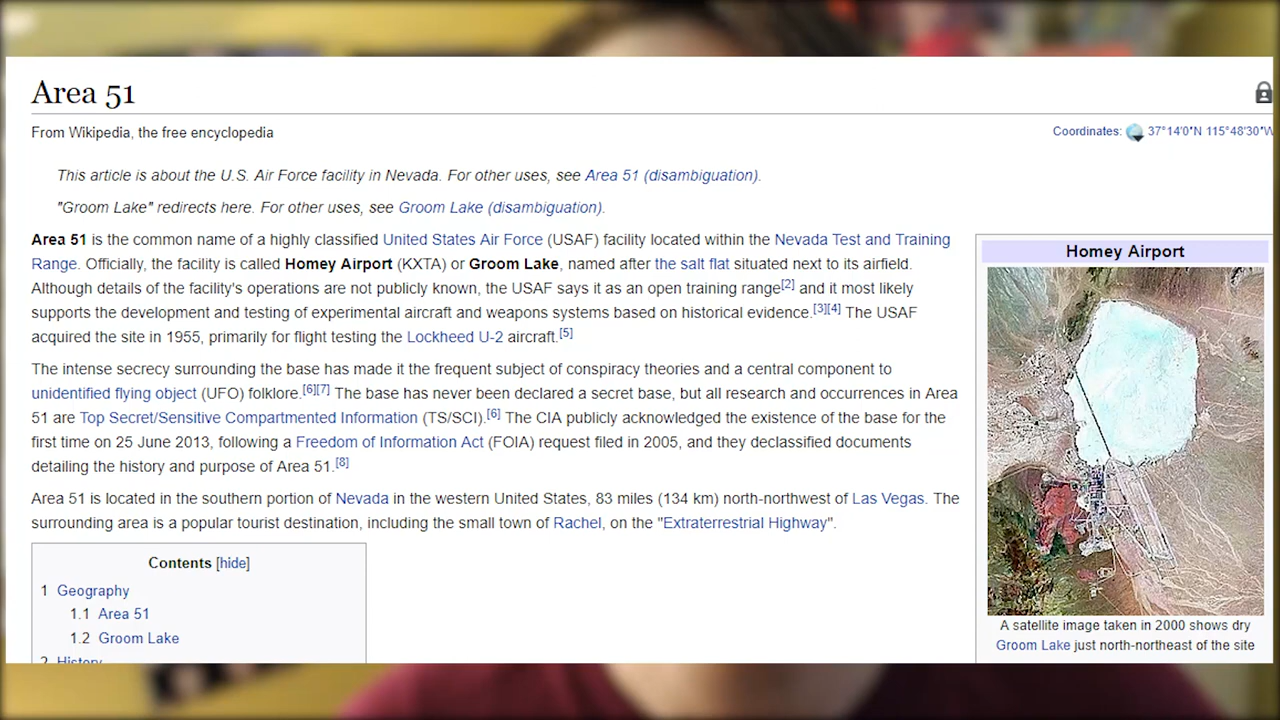 Area 51
From Wikipedia, the free encyclopedia
Coordinates: 37°14′0″N 115°48′30″W
This article is about the U.S. Air Force facility in Nevada. For other uses, see Area 51 (disambiguation).
"Groom Lake" redirects here. For other uses, see Groom Lake (disambiguation).
Area 51 is the common name of a highly classified United States Air Force (USAF) facility located within the Nevada Test and Training
Range. Officially, the facility is called Homey Airport (KXTA) or Groom Lake, named after the salt flat situated next to its airfield.
Although details of the facility's operations are not publicly known, the USAF says it as an open training range[2] and it most likely
supports the development and testing of experimental aircraft and weapons systems based on historical evidence.[3][4] The USAF
acquired the site in 1955, primarily for flight testing the Lockheed U-2 aircraft.[5]
The intense secrecy surrounding the base has made it the frequent subject of conspiracy theories and a central component to
unidentified flying object (UFO) folklore.[6][7] The base has never been declared a secret base, but all research and occurrences in Area
51 are Top Secret/Sensitive Compartmented Information (TS/SCI).[6] The CIA publicly acknowledged the existence of the base for the
first time on 25 June 2013, following a Freedom of Information Act (FOIA) request filed in 2005, and they declassified documents
detailing the history and purpose of Area 51.[8]
Area 51 is located in the southern portion of Nevada in the western United States, 83 miles (134 km) north-northwest of Las Vegas. The
surrounding area is a popular tourist destination, including the small town of Rachel, on the "Extraterrestrial Highway".
Contents [hide]
1 Geography
1.1 Area 51
1.2 Groom Lake
2 History
Homey Airport
A satellite image taken in 2000 shows dry
Groom Lake just north-northeast of the site